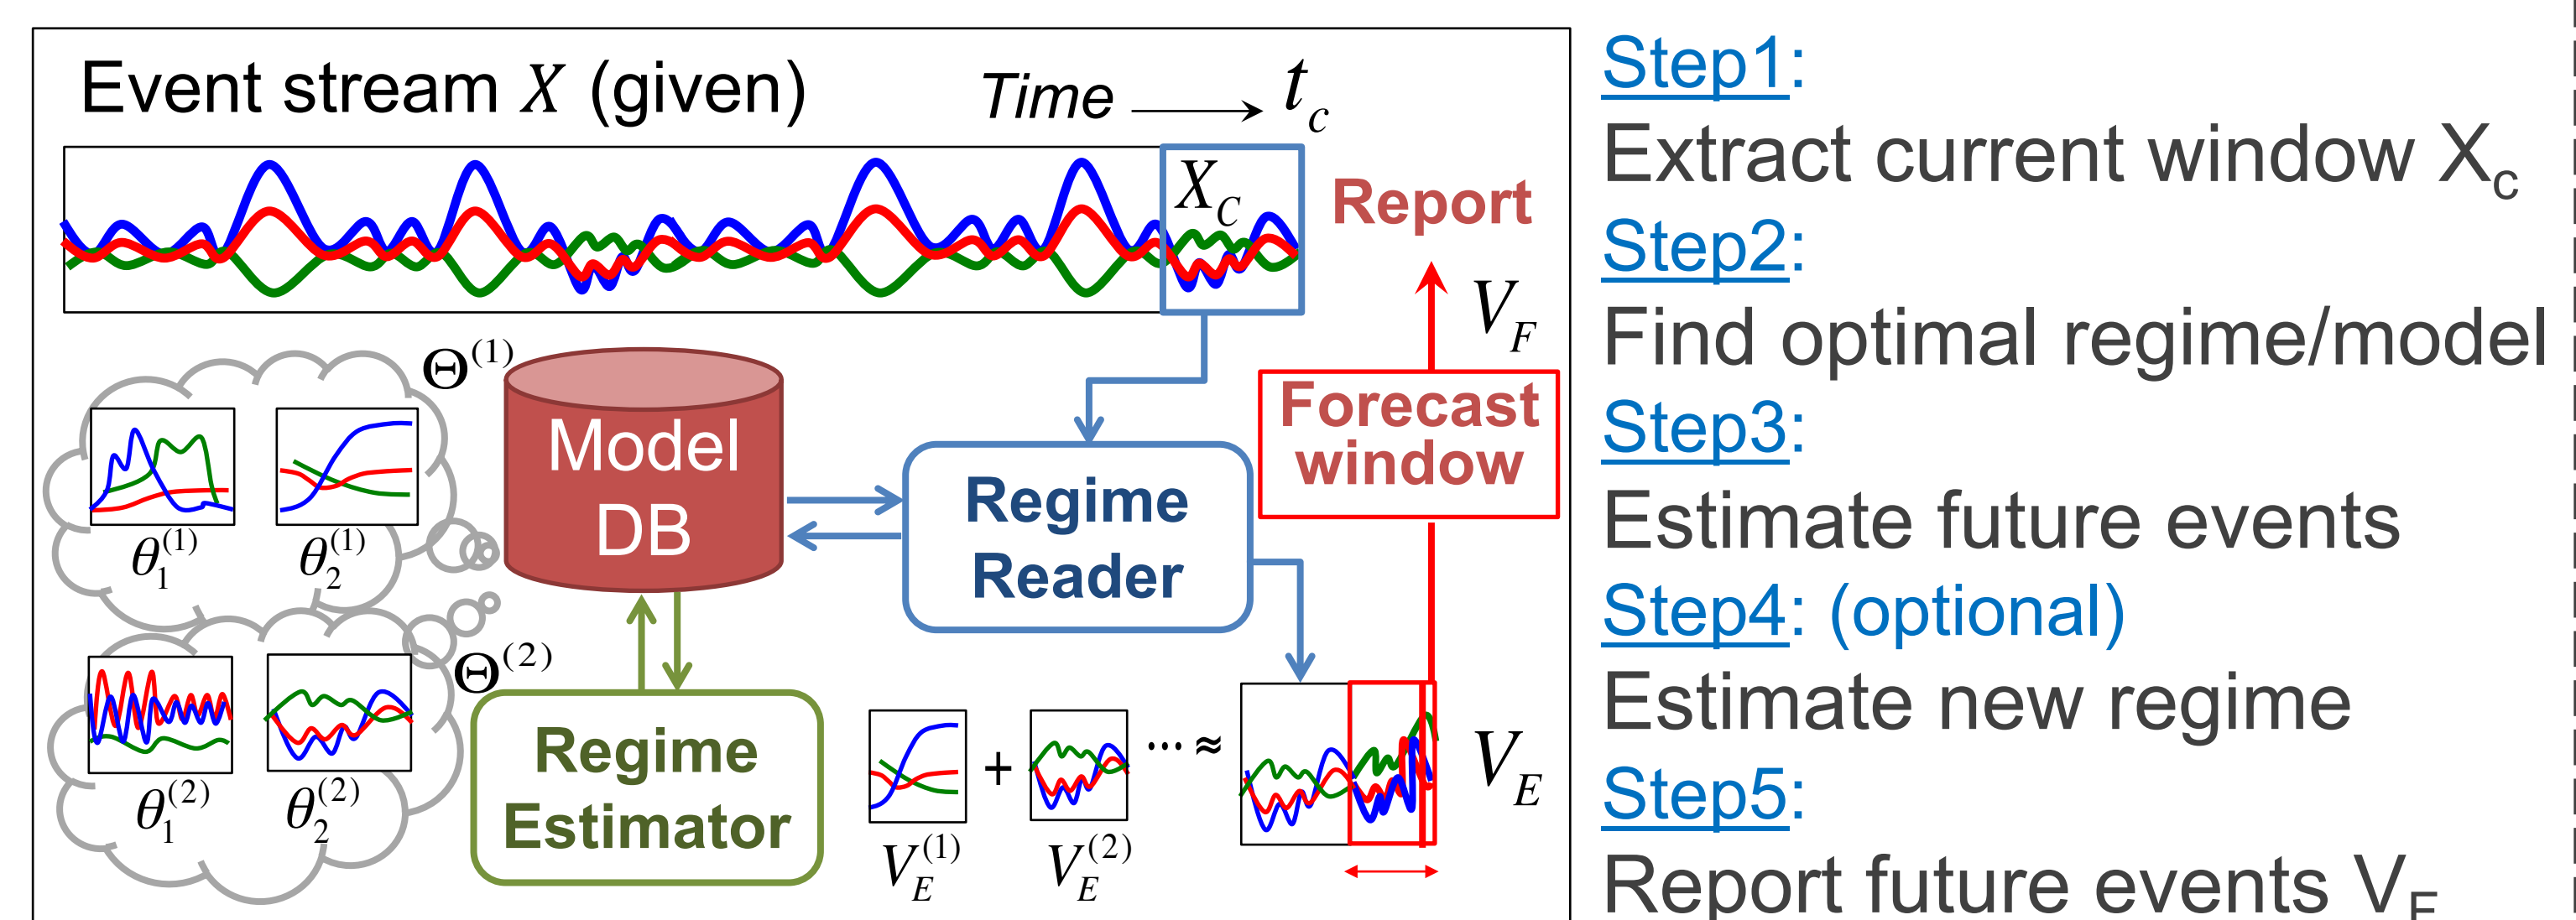 Event stream X (given)
Time t_c
X_C
Report
V_F
Forecast
window
Θ^(1)
θ_1^(1) θ_2^(1)
Model
DB
Regime
Reader
Θ^(2)
θ_1^(2) θ_2^(2)
Regime
Estimator
+ ... ≈
V_E^(1) V_E^(2)
V_E
Step1:
Extract current window X_c
Step2:
Find optimal regime/model
Step3:
Estimate future events
Step4: (optional)
Estimate new regime
Step5:
Report future events V_F